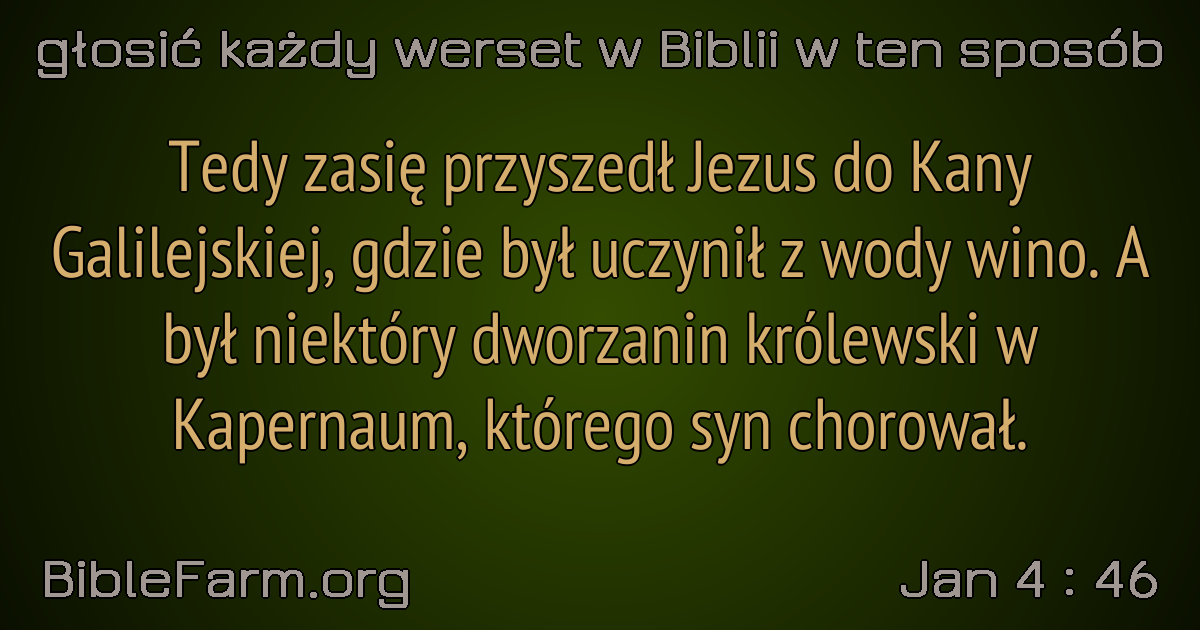 głosić każdy werset w Biblii w ten sposób
Tedy zasię przyszedł Jezus do Kany
Galilejskiej, gdzie był uczynił z wody wino. A
był niektóry dworzanin królewski w
Kapernaum, którego syn chorował.
BibleFarm.org
Jan 4 : 46